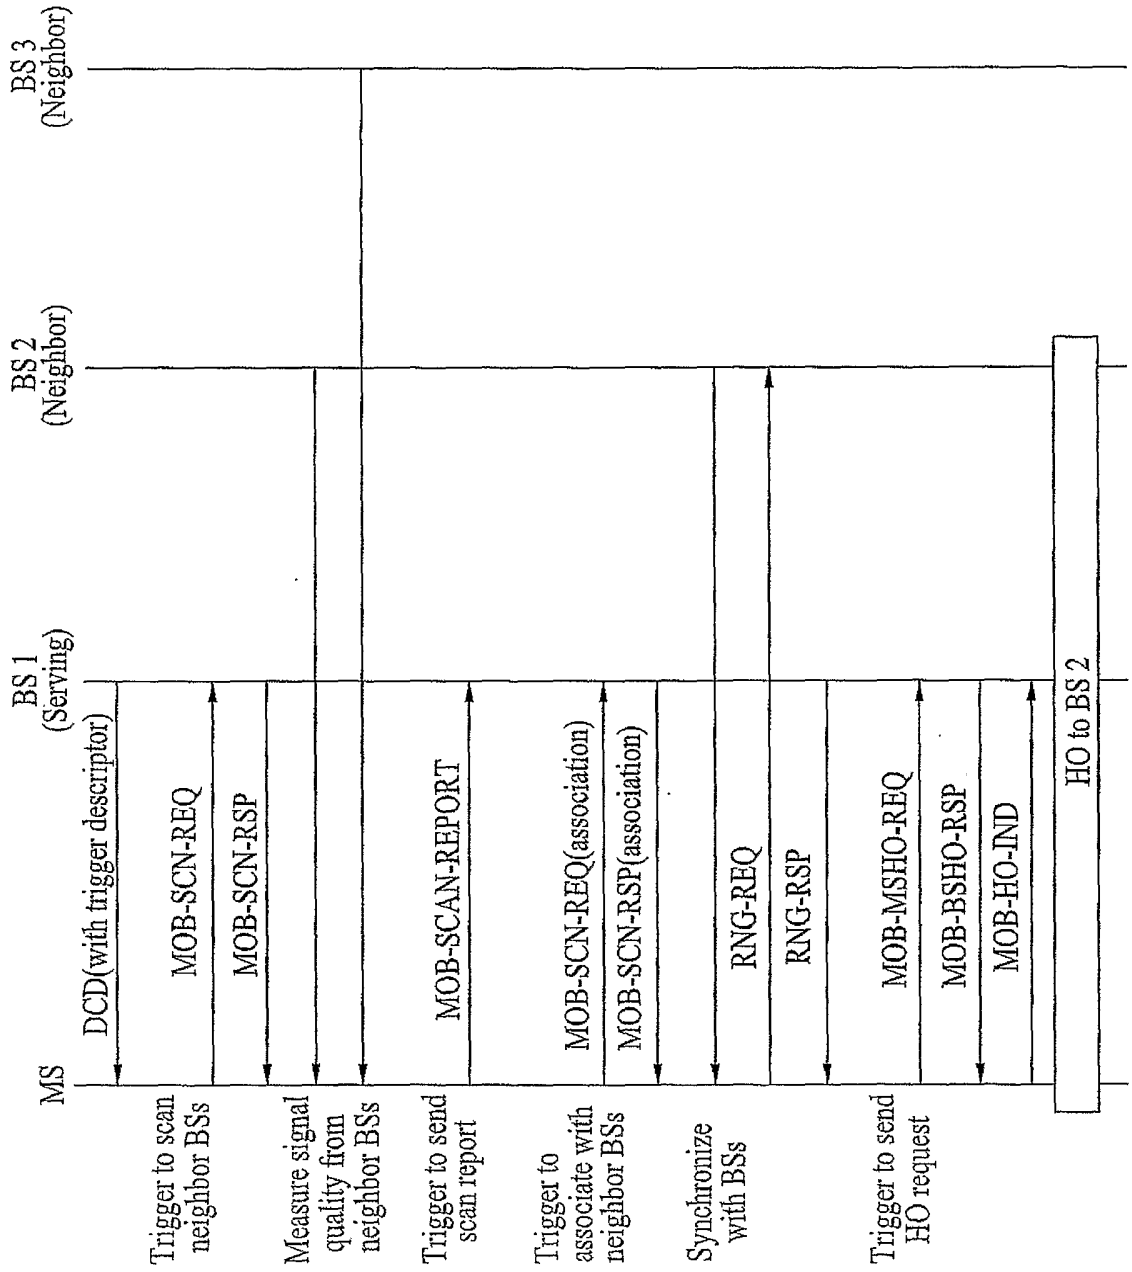 MS
BS 1
(Serving)
BS 2
(Neighbor)
BS 3
(Neighbor)
DCD(with trigger descriptor)
Trigger to scan
neighbor BSs
MOB-SCN-REQ
MOB-SCN-RSP
Measure signal
quality from
neighbor BSs
Trigger to send
scan report
MOB-SCAN-REPORT
Trigger to
associate with
neighbor BSs
MOB-SCN-REQ(association)
MOB-SCN-RSP(association)
Synchronize
with BSs
RNG-REQ
RNG-RSP
Trigger to send
HO request
MOB-MSHO-REQ
MOB-BSHO-RSP
MOB-HO-IND
HO to BS 2